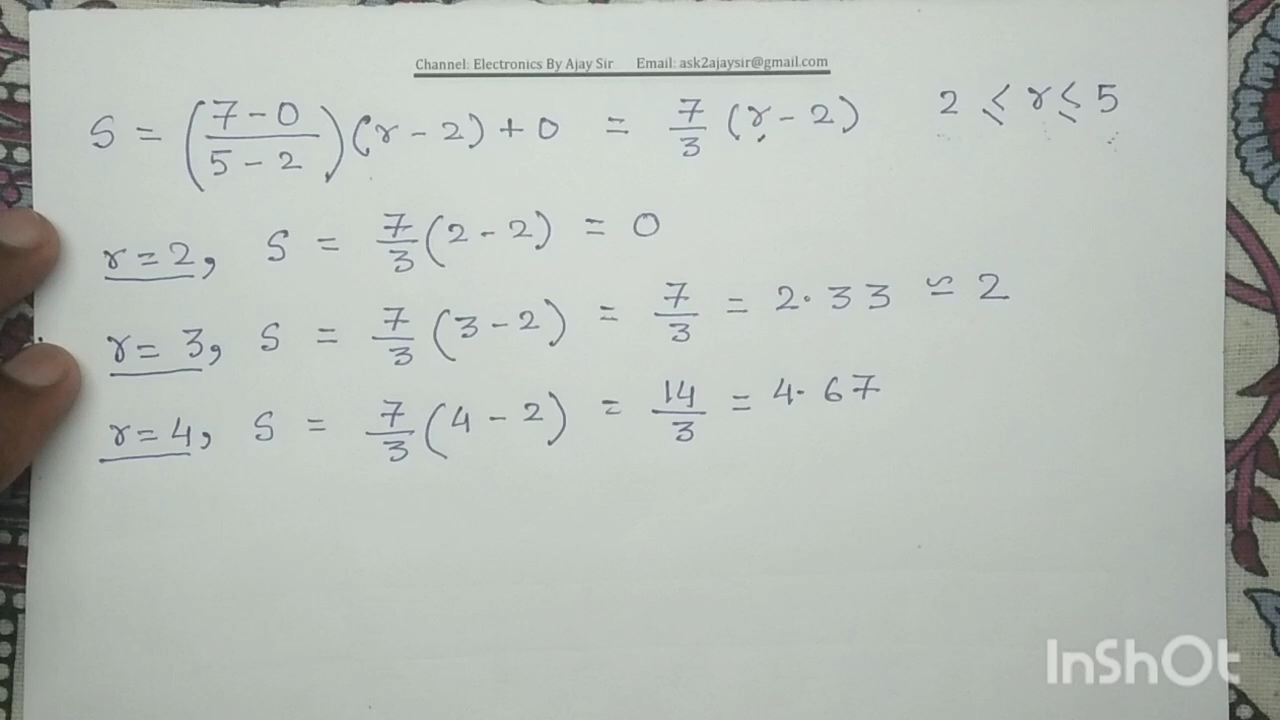 Channel: Electronics By Ajay Sir Email: ask2ajaysir@gmail.com
S = (7-0/5-2)(r-2)+0 = 7/3 (r-2) 2 ≤ r ≤ 5
r=2, S = 7/3 (2-2) = 0
r=3, S = 7/3 (3-2) = 7/3 = 2.33 ≃ 2
r=4, S = 7/3 (4-2) = 14/3 = 4.67
InShOt